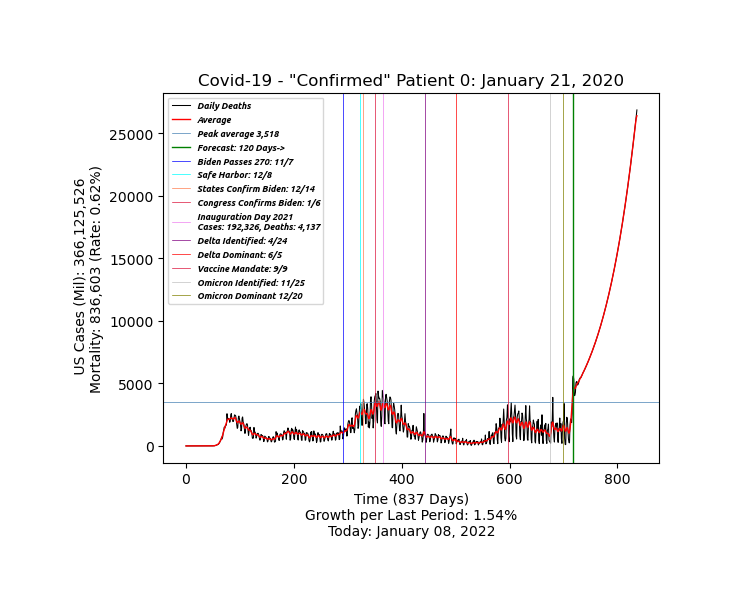 Covid-19 - "Confirmed" Patient 0: January 21, 2020
Daily Deaths
Average
Peak average 3,518
Forecast: 120 Days->
Biden Passes 270: 11/7
Safe Harbor: 12/8
States Confirm Biden: 12/14
Congress Confirms Biden: 1/6
Inauguration Day 2021
Cases: 192,326, Deaths: 4,137
Delta Identified: 4/24
Delta Dominant: 6/5
Vaccine Mandate: 9/9
Omicron Identified: 11/25
Omicron Dominant 12/20
US Cases (Mil): 366,125,526
Mortality: 836,603 (Rate: 0.62%)
25000
20000
15000
10000
5000
0
0 200 400 600 800
Time (837 Days)
Growth per Last Period: 1.54%
Today: January 08, 2022